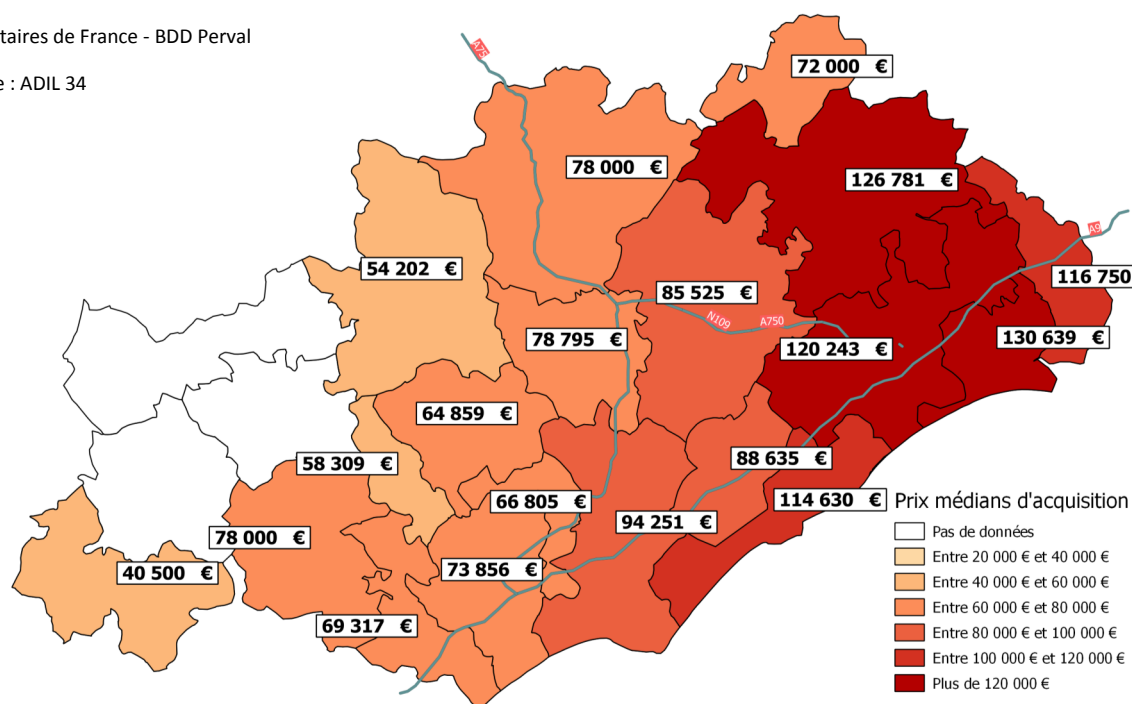 taires de France - BDD Perval
e : ADIL 34
A75
72 000 €
78 000 €
126 781 €
A9
54 202 €
116 750
85 525 €
N109
A750
78 795 €
120 243 €
130 639 €
64 859 €
58 309 €
88 635 €
66 805 €
114 630 €
94 251 €
78 000 €
40 500 €
73 856 €
69 317 €
Prix médians d'acquisition
Pas de données
Entre 20 000 € et 40 000 €
Entre 40 000 € et 60 000 €
Entre 60 000 € et 80 000 €
Entre 80 000 € et 100 000 €
Entre 100 000 € et 120 000 €
Plus de 120 000 €